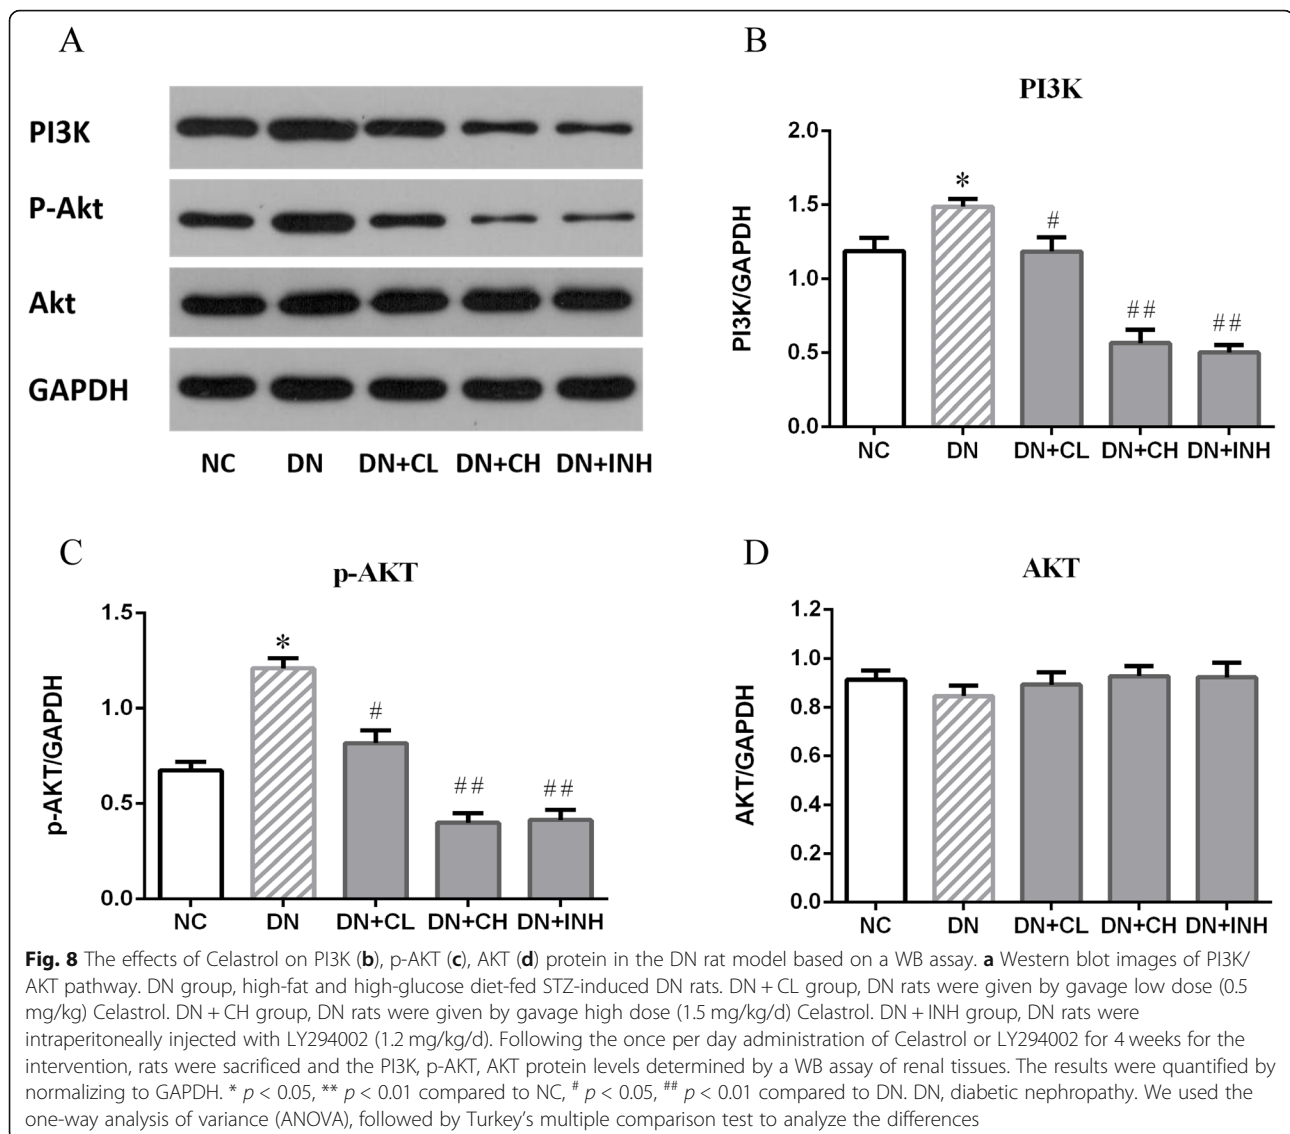 A
PI3K
P-Akt
Akt
GAPDH
NC DN DN+CL DN+CH DN+INH
B
PI3K
PI3K/GAPDH
2.0
1.5
1.0
0.5
0.0
*
#
##
##
NC DN DN+CL DN+CH DN+INH
C
p-AKT
p-AKT/GAPDH
1.5
1.0
0.5
0.0
*
#
##
##
NC DN DN+CL DN+CH DN+INH
D
AKT
AKT/GAPDH
1.2
1.0
0.8
0.6
0.4
0.2
0.0
NC DN DN+CL DN+CH DN+INH
Fig. 8 The effects of Celastrol on PI3K (b), p-AKT (c), AKT (d) protein in the DN rat model based on a WB assay. a Western blot images of PI3K/
AKT pathway. DN group, high-fat and high-glucose diet-fed STZ-induced DN rats. DN + CL group, DN rats were given by gavage low dose (0.5
mg/kg) Celastrol. DN + CH group, DN rats were given by gavage high dose (1.5 mg/kg/d) Celastrol. DN + INH group, DN rats were
intraperitoneally injected with LY294002 (1.2 mg/kg/d). Following the once per day administration of Celastrol or LY294002 for 4 weeks for the
intervention, rats were sacrificed and the PI3K, p-AKT, AKT protein levels determined by a WB assay of renal tissues. The results were quantified by
normalizing to GAPDH. * p < 0.05, ** p < 0.01 compared to NC, # p < 0.05, ## p < 0.01 compared to DN. DN, diabetic nephropathy. We used the
one-way analysis of variance (ANOVA), followed by Turkey's multiple comparison test to analyze the differences